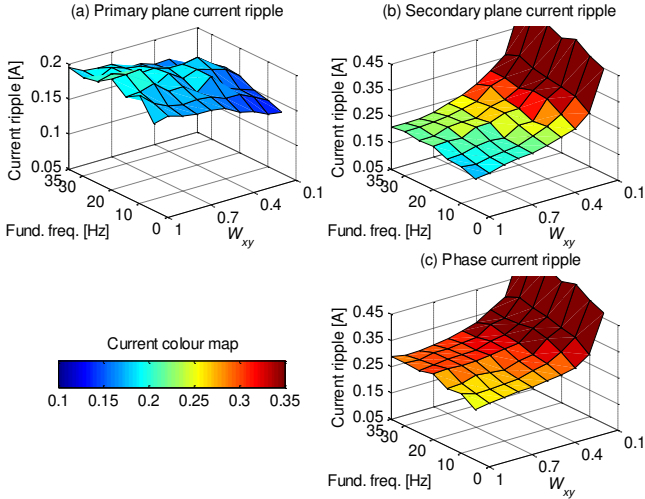 (a) Primary plane current ripple
Current ripple [A]
0.2
0.15
0.1
0.05
35
30
20
10
0
Fund. freq. [Hz]
1
0.7
0.4
0.1
W_xy
(b) Secondary plane current ripple
Current ripple [A]
0.45
0.35
0.25
0.15
0.05
35
30
20
10
0
Fund. freq. [Hz]
1
0.7
0.4
0.1
W_xy
Current colour map
0.1 0.15 0.2 0.25 0.3 0.35
(c) Phase current ripple
Current ripple [A]
0.45
0.35
0.25
0.15
0.05
35
30
20
10
0
Fund. freq. [Hz]
1
0.7
0.4
0.1
W_xy